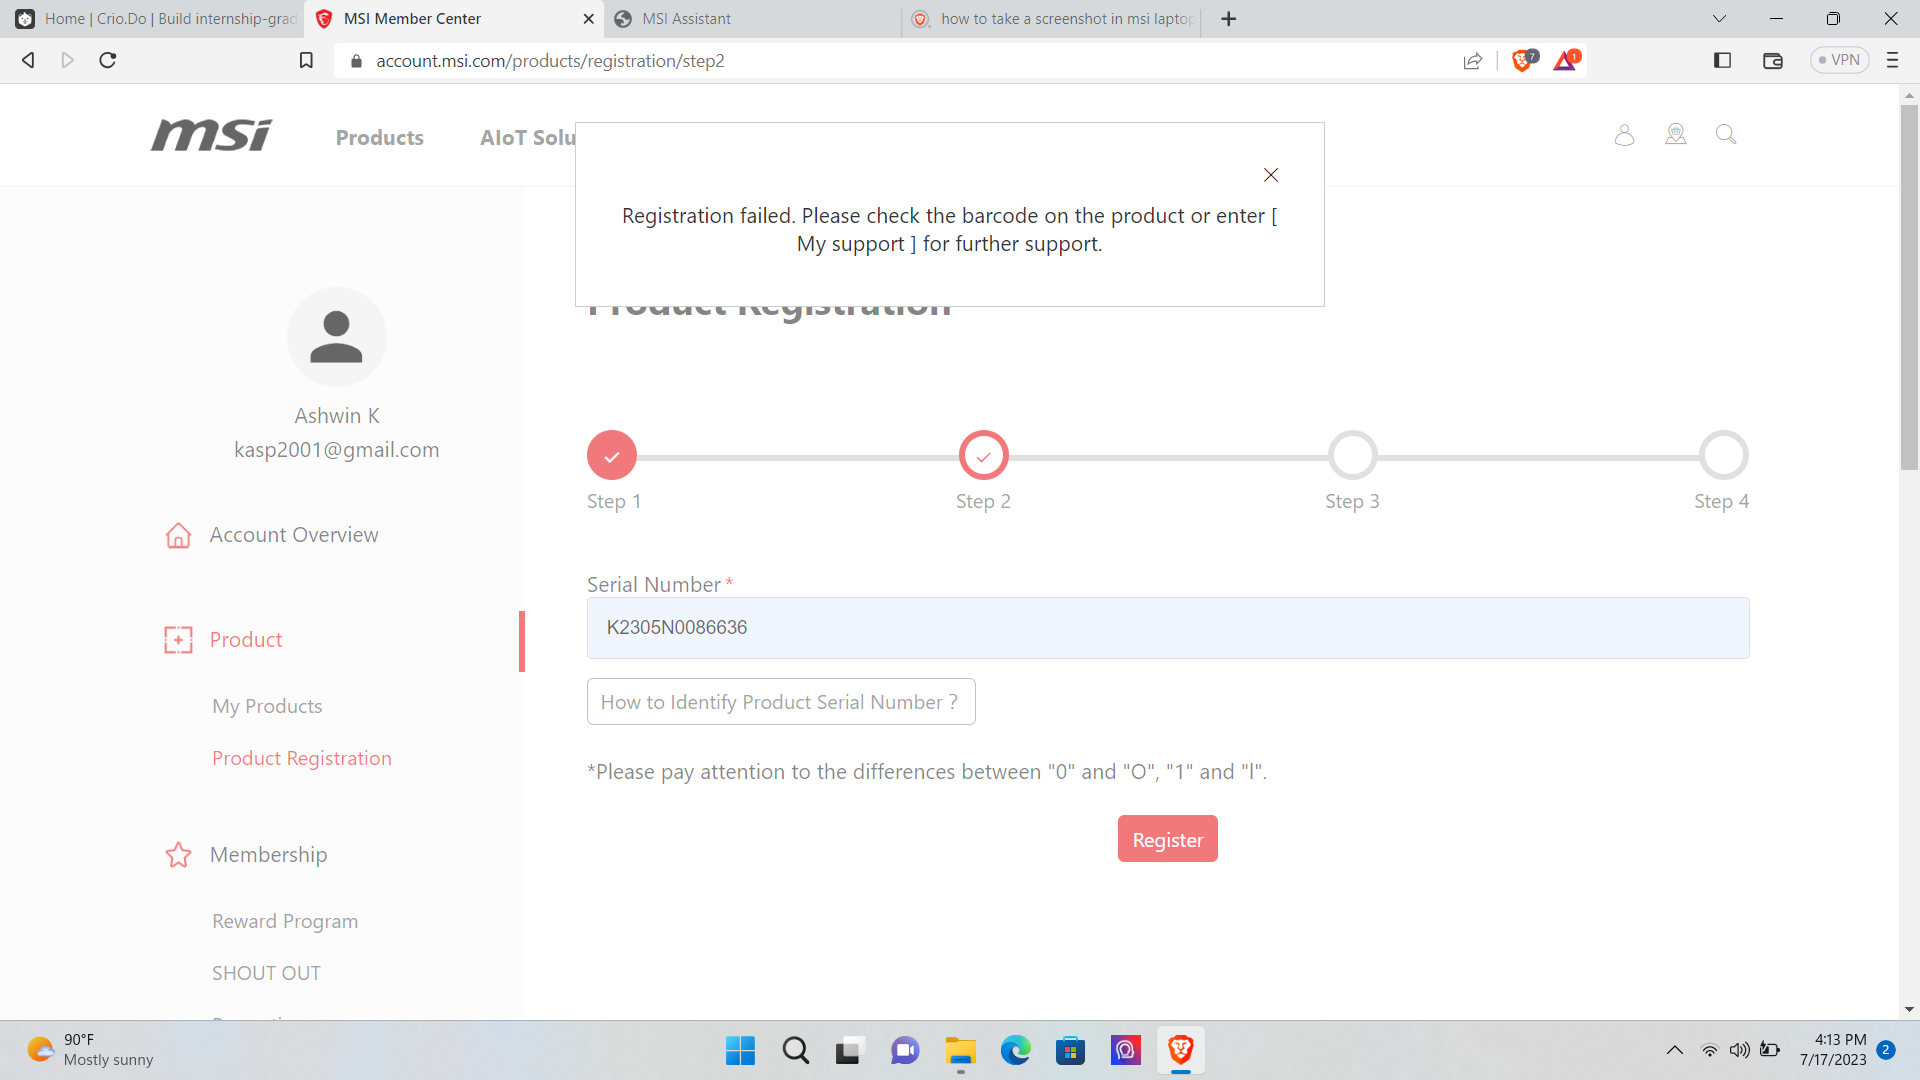 Home | Crio.Do | Build internship-grad
MSI Member Center
MSI Assistant
how to take a screenshot in msi laptop
account.msi.com/products/registration/step2
7
1
VPN
msi
Products
AIoT Solu
Registration failed. Please check the barcode on the product or enter [
My support ] for further support.
Product Registration
Ashwin K
kasp2001@gmail.com
Step 1
Step 2
Step 3
Step 4
Account Overview
Serial Number *
K2305N0086636
Product
How to Identify Product Serial Number ?
My Products
Product Registration
*Please pay attention to the differences between "0" and "O", "1" and "l".
Register
Membership
Reward Program
SHOUT OUT
90°F
Mostly sunny
4:13 PM
7/17/2023
2